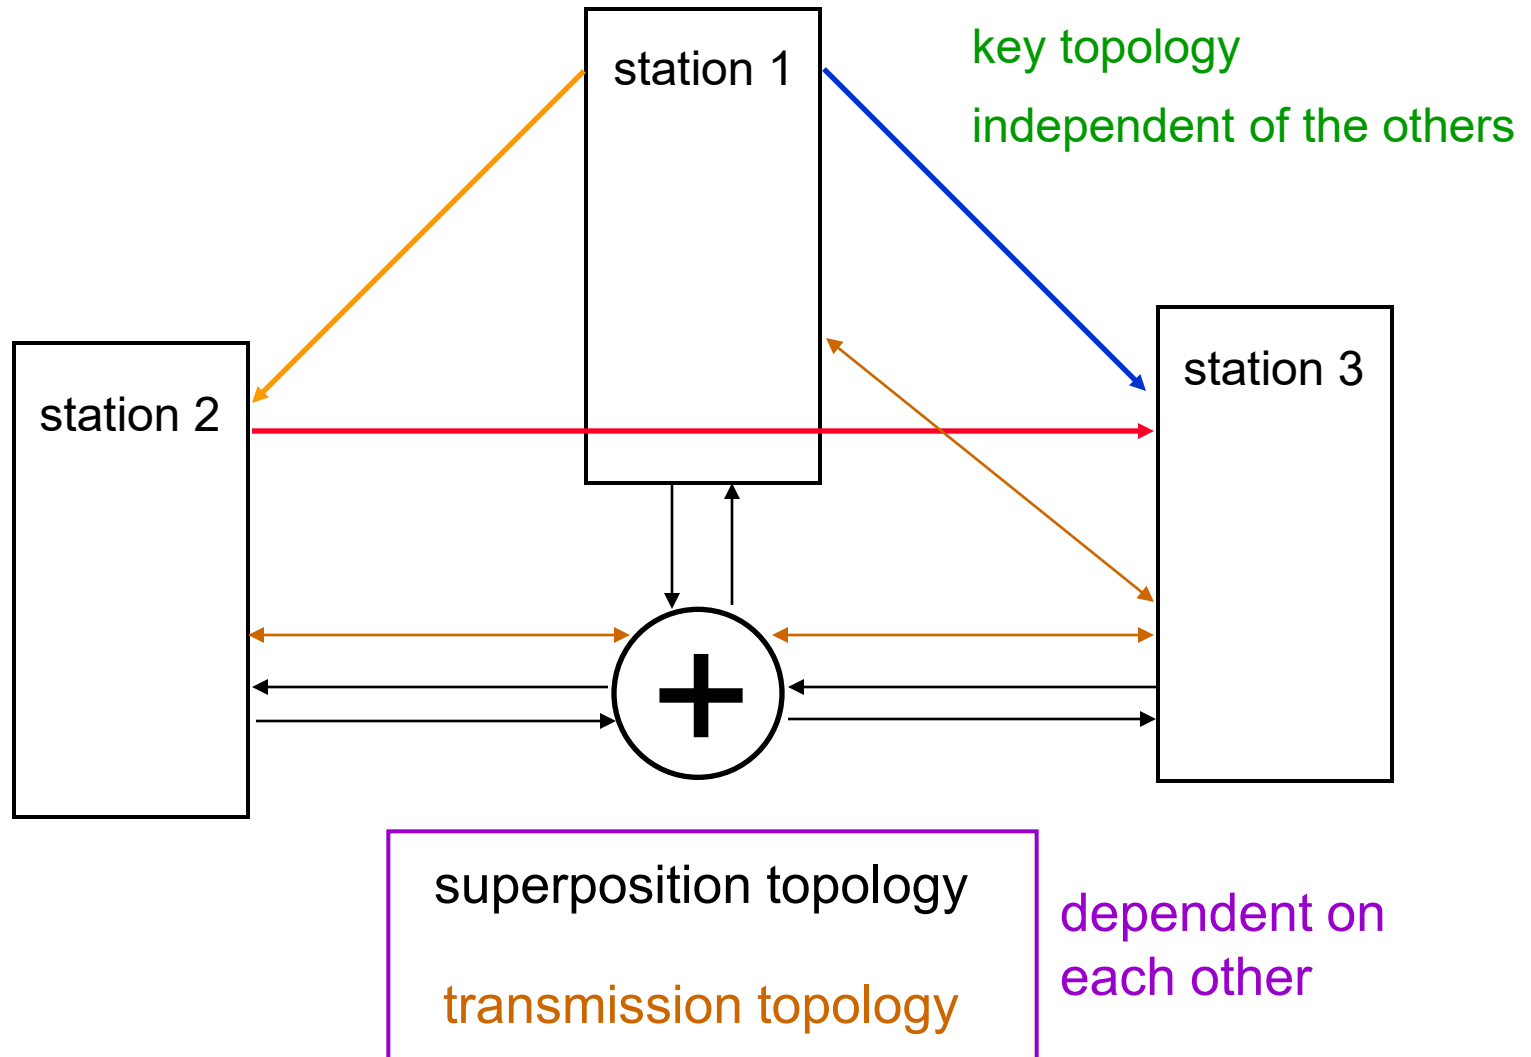 station 1
key topology
independent of the others
station 2
station 3
+
superposition topology
transmission topology
dependent on
each other